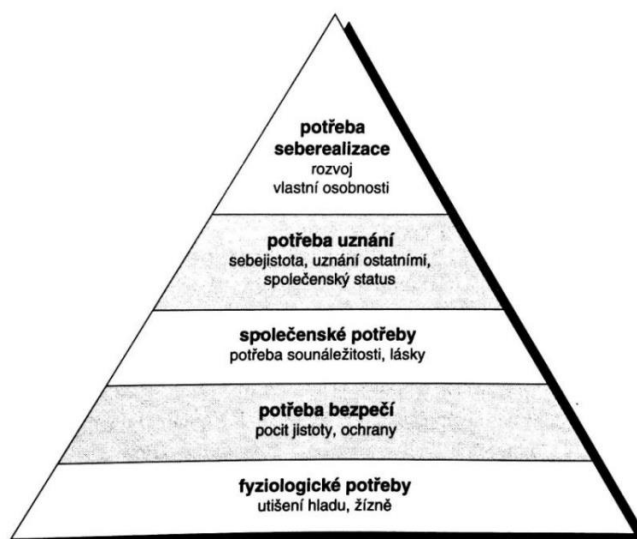 potřeba
seberealizace
rozvoj
vlastní osobnosti
potřeba uznání
sebejistota, uznání ostatními,
společenský status
společenské potřeby
potřeba sounáležitosti, lásky
potřeba bezpečí
pocit jistoty, ochrany
fyziologické potřeby
utišení hladu, žízně